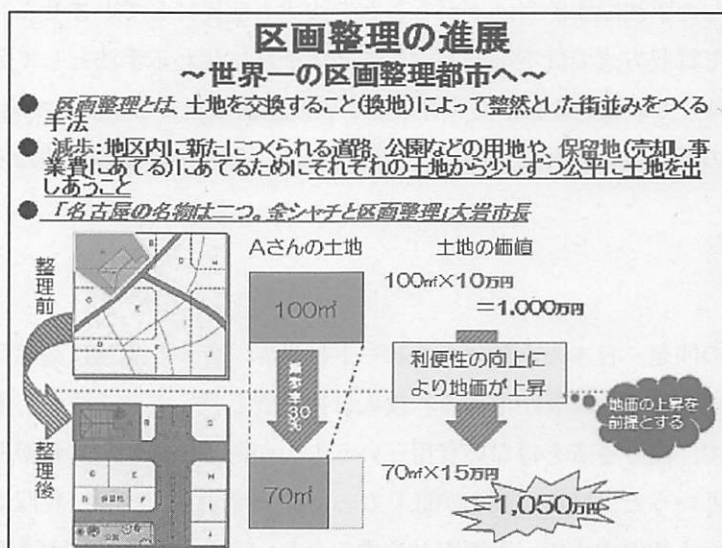 区画整理の進展
～世界一の区画整理都市へ～
● 区画整理とは 土地を交換すること(換地)によって整然とした街並みをつくる
手法
● 減歩:地区内に新たにつくられる道路、公園などの用地や、保留地(売却し事
業費にあてる)にあてるためにそれぞれの土地から少しずつ公平に土地を出
しあうこと
● 「名古屋の名物は二つ。金シャチと区画整理」大岩市長
整理前
整理後
Aさんの土地
100㎡
減歩率30%
70㎡
土地の価値
100㎡×10万円
=1,000万円
利便性の向上に
より地価が上昇
地価の上昇を
前提とする
70㎡×15万円
=1,050万円